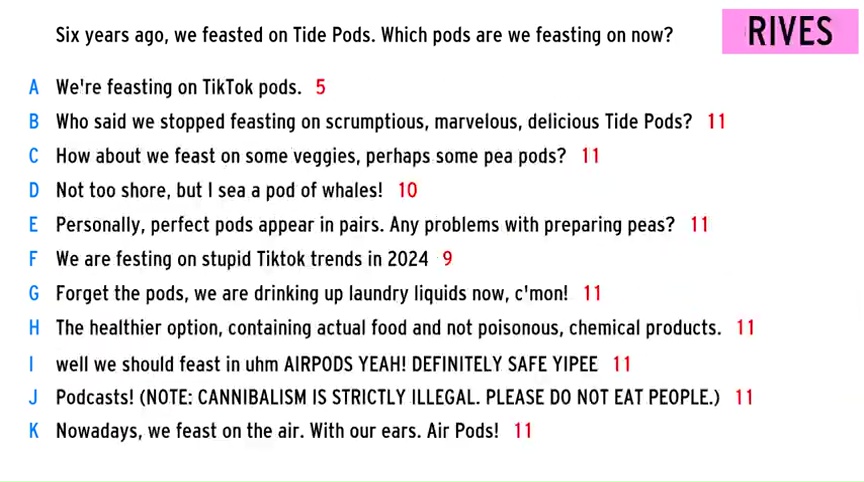 Six years ago, we feasted on Tide Pods. Which pods are we feasting on now?
RIVES
A We're feasting on TikTok pods. 5
B Who said we stopped feasting on scrumptious, marvelous, delicious Tide Pods? 11
C How about we feast on some veggies, perhaps some pea pods? 11
D Not too shore, but I sea a pod of whales! 10
E Personally, perfect pods appear in pairs. Any problems with preparing peas? 11
F We are festing on stupid Tiktok trends in 2024 9
G Forget the pods, we are drinking up laundry liquids now, c'mon! 11
H The healthier option, containing actual food and not poisonous, chemical products. 11
I well we should feast in uhm AIRPODS YEAH! DEFINITELY SAFE YIPEE 11
J Podcasts! (NOTE: CANNIBALISM IS STRICTLY ILLEGAL. PLEASE DO NOT EAT PEOPLE.) 11
K Nowadays, we feast on the air. With our ears. Air Pods! 11